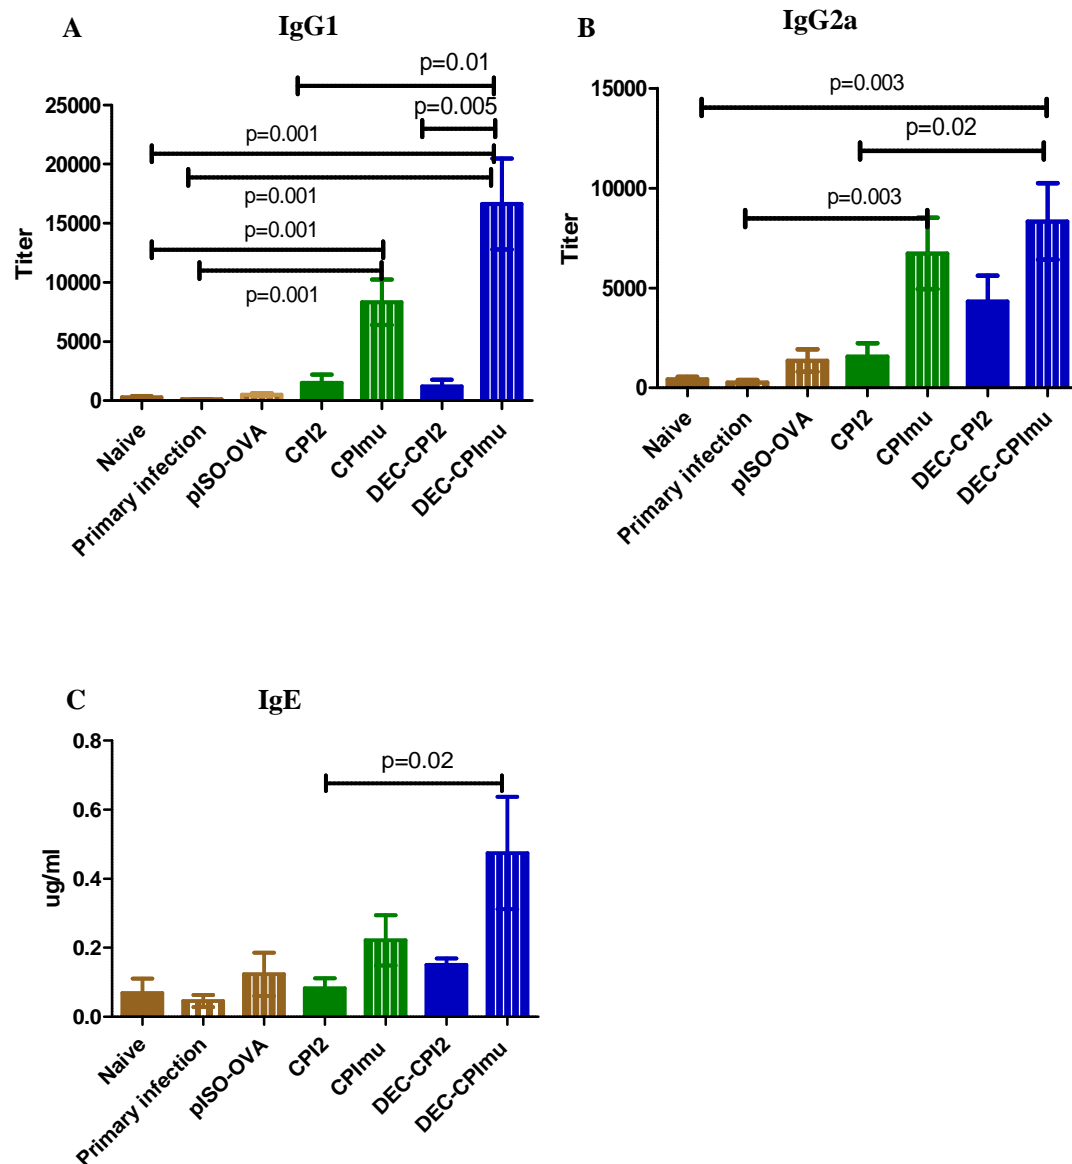 A
IgG1
p=0.01
p=0.005
p=0.001
p=0.001
p=0.001
p=0.001
25000
20000
15000
10000
5000
0
Titer
Naive
Primary infection
pISO-OVA
CPI2
CPImu
DEC-CPI2
DEC-CPImu
B
IgG2a
p=0.003
p=0.02
p=0.003
15000
10000
5000
0
Titer
Naive
Primary infection
pISO-OVA
CPI2
CPImu
DEC-CPI2
DEC-CPImu
C
IgE
p=0.02
0.8
0.6
0.4
0.2
0.0
ug/ml
Naive
Primary infection
pISO-OVA
CPI2
CPImu
DEC-CPI2
DEC-CPImu